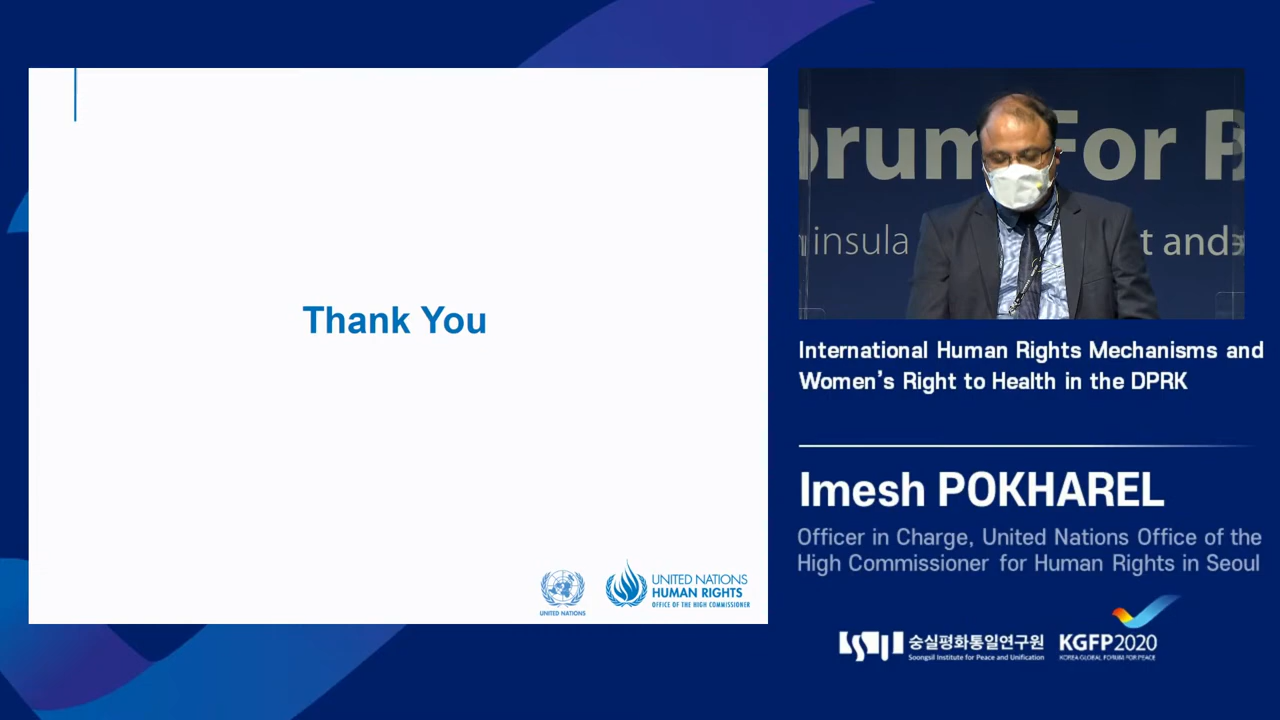 Thank You
UNITED NATIONS
UNITED NATIONS
HUMAN RIGHTS
OFFICE OF THE HIGH COMMISSIONER
orum For P
insula
t and
International Human Rights Mechanisms and
Women's Right to Health in the DPRK
Imesh POKHAREL
Officer in Charge, United Nations Office of the
High Commissioner for Human Rights in Seoul
숭실평화통일연구원
Soongsil Institute for Peace and Unification
KGFP2020
KOREA GLOBAL FORUM FOR PEACE